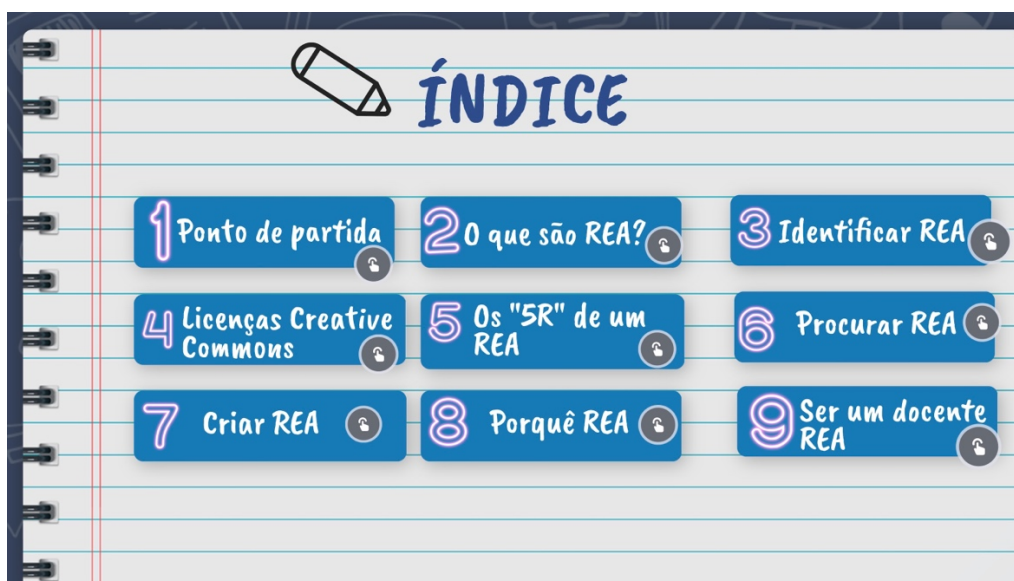 ÍNDICE
1 Ponto de partida
2 O que são REA?
3 Identificar REA
4 Licenças Creative
Commons
5 Os "5R" de um
REA
6 Procurar REA
7 Criar REA
8 Porquê REA
9 Ser um docente
REA